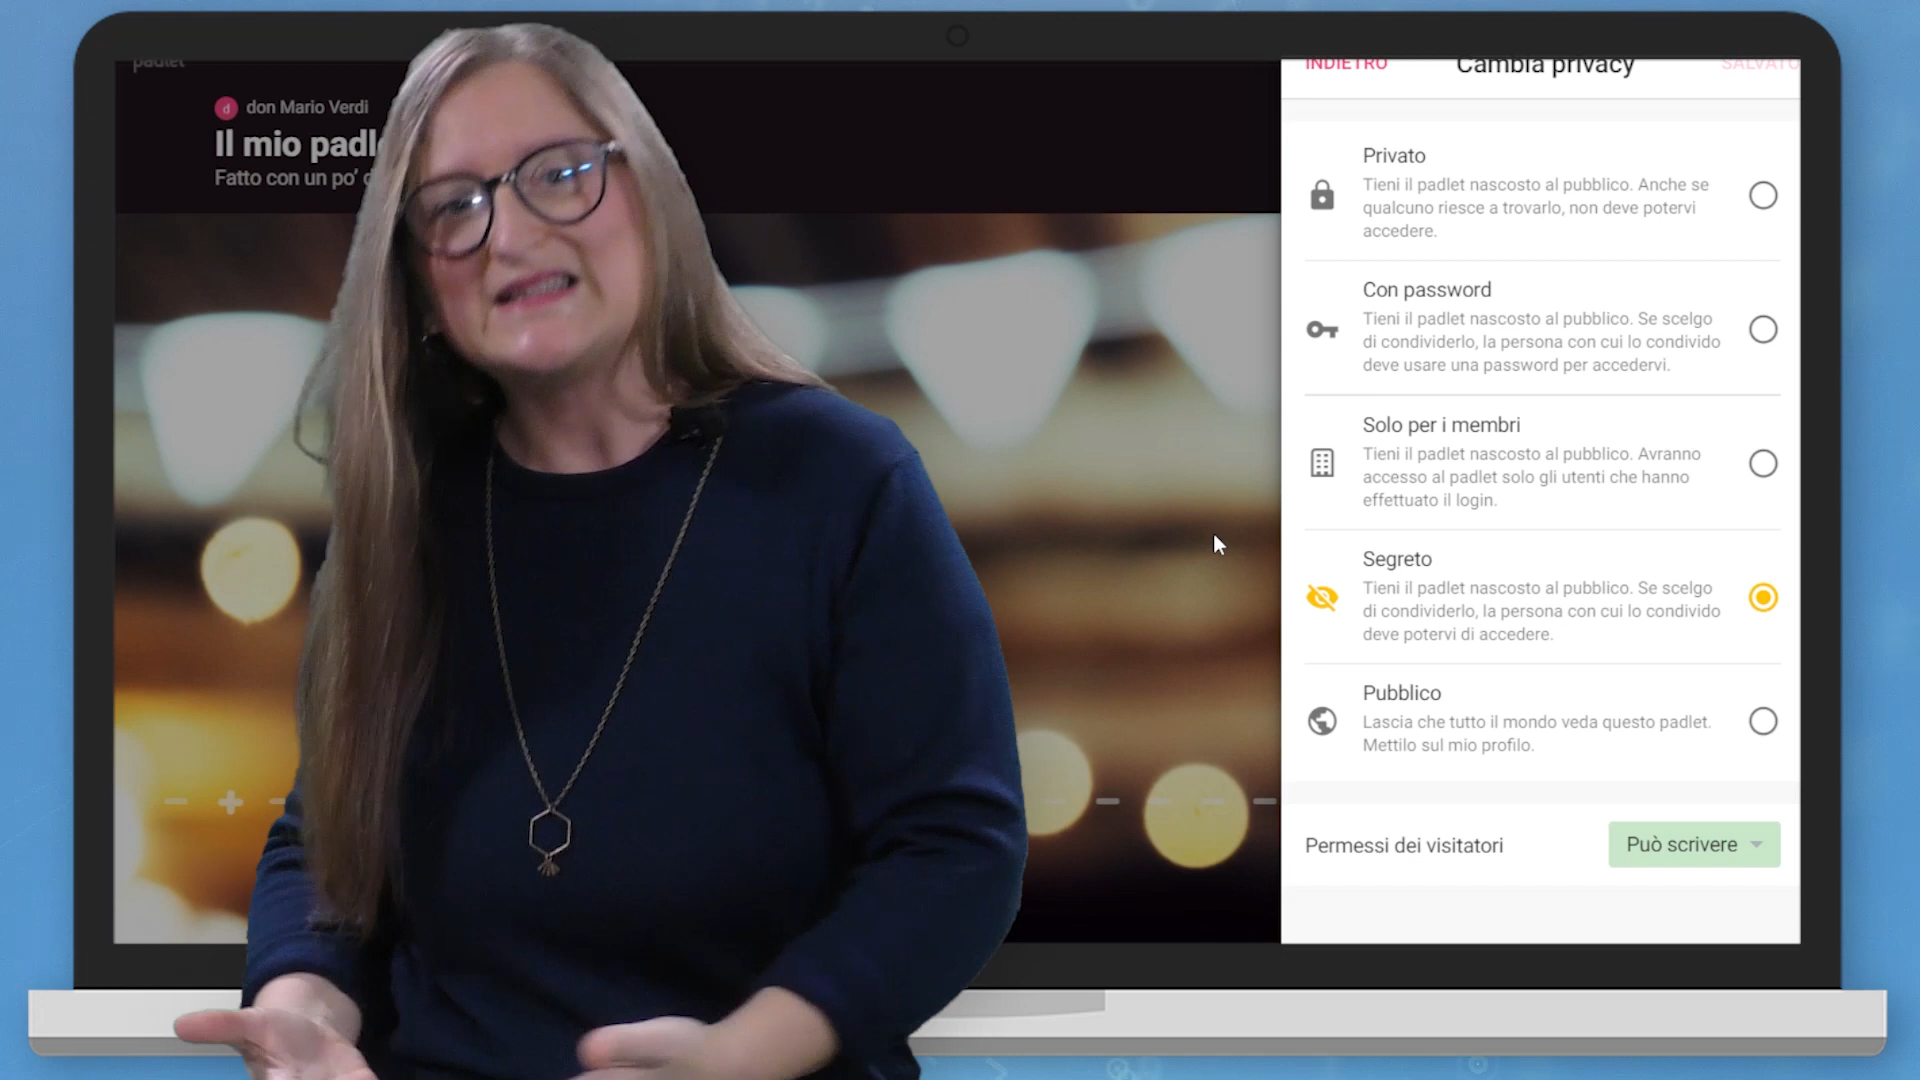 padlet
don Mario Verdi
Il mio padl
Fatto con un po' d
INDIETRO
Cambia privacy
SALVATO
Privato
Tieni il padlet nascosto al pubblico. Anche se
qualcuno riesce a trovarlo, non deve potervi
accedere.
Con password
Tieni il padlet nascosto al pubblico. Se scelgo
di condividerlo, la persona con cui lo condivido
deve usare una password per accedervi.
Solo per i membri
Tieni il padlet nascosto al pubblico. Avranno
accesso al padlet solo gli utenti che hanno
effettuato il login.
Segreto
Tieni il padlet nascosto al pubblico. Se scelgo
di condividerlo, la persona con cui lo condivido
deve potervi di accedere.
Pubblico
Lascia che tutto il mondo veda questo padlet.
Mettilo sul mio profilo.
Permessi dei visitatori
Può scrivere